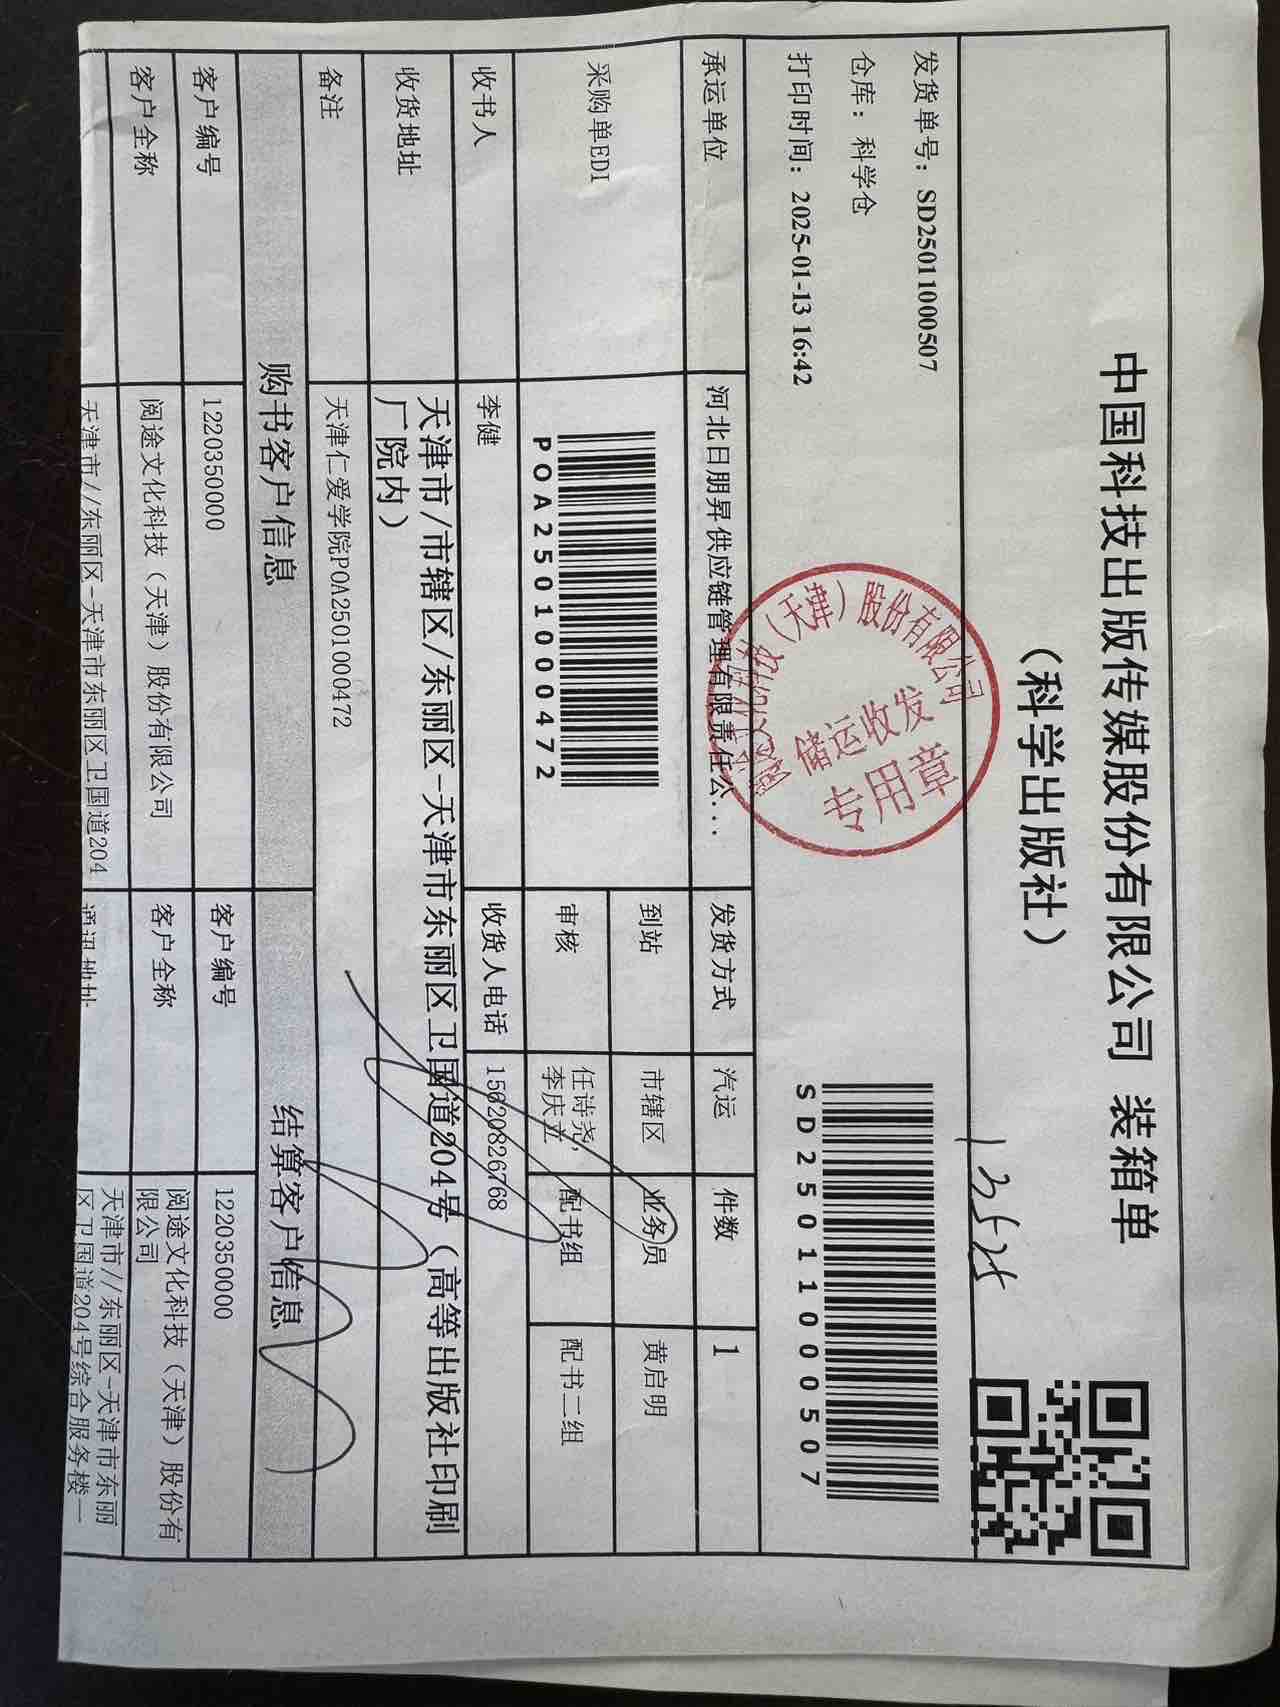 中国科技出版传媒股份有限公司 装箱单
（科学出版社）
发货单号：SD25011000507
仓库：科学仓
打印时间：2025-01-13 16:42
SD25011000507
（天津）股份有限公司
储运收发
专用章
承运单位 河北日朋昇供应链管理有限责任公... 发货方式 汽运 件数 1
采购单EDI
POA2501000472
到站 市辖区 业务员 黄启明
审核 任诗尧, 李庆立 配书组 配书二组
收书人 李健 收货人电话 15620826768
收货地址 天津市/市辖区/东丽区-天津市东丽区卫国道204号（高等出版社印刷
厂院内）
备注 天津仁爱学院POA2501000472
购书客户信息 结算客户信息
客户编号 1220350000 客户编号 1220350000
客户全称 阅途文化科技（天津）股份有限公司 客户全称 阅途文化科技（天津）股份有
限公司
天津市//东丽区-天津市东丽区卫国道204 通讯地址 天津市//东丽区-天津市东丽
区卫国道204号综合服务楼一